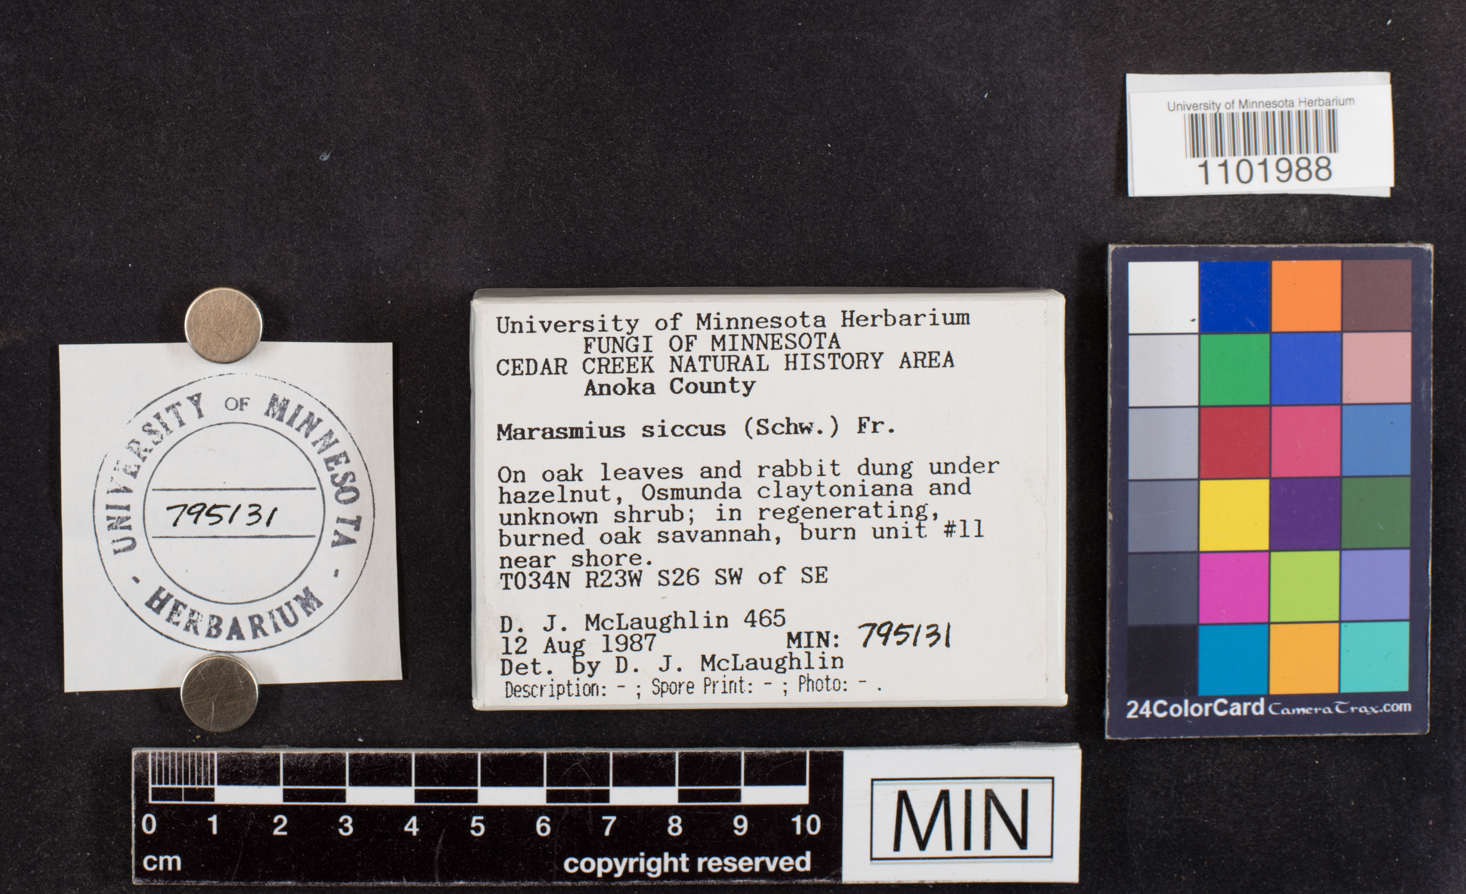 University of Minnesota Herbarium
1101988
University of Minnesota Herbarium
FUNGI OF MINNESOTA
CEDAR CREEK NATURAL HISTORY AREA
Anoka County
Marasmius siccus (Schw.) Fr.
On oak leaves and rabbit dung under
hazelnut, Osmunda claytoniana and
unknown shrub; in regenerating,
burned oak savannah, burn unit #11
near shore.
T034N R23W S26 SW of SE
D. J. McLaughlin 465
12 Aug 1987 MIN: 795131
Det. by D. J. McLaughlin
Description: - ; Spore Print: - ; Photo: - .
UNIVERSITY OF MINNESOTA
795131
- HERBARIUM -
24ColorCard CameraTrax.com
0 1 2 3 4 5 6 7 8 9 10
cm copyright reserved
MIN